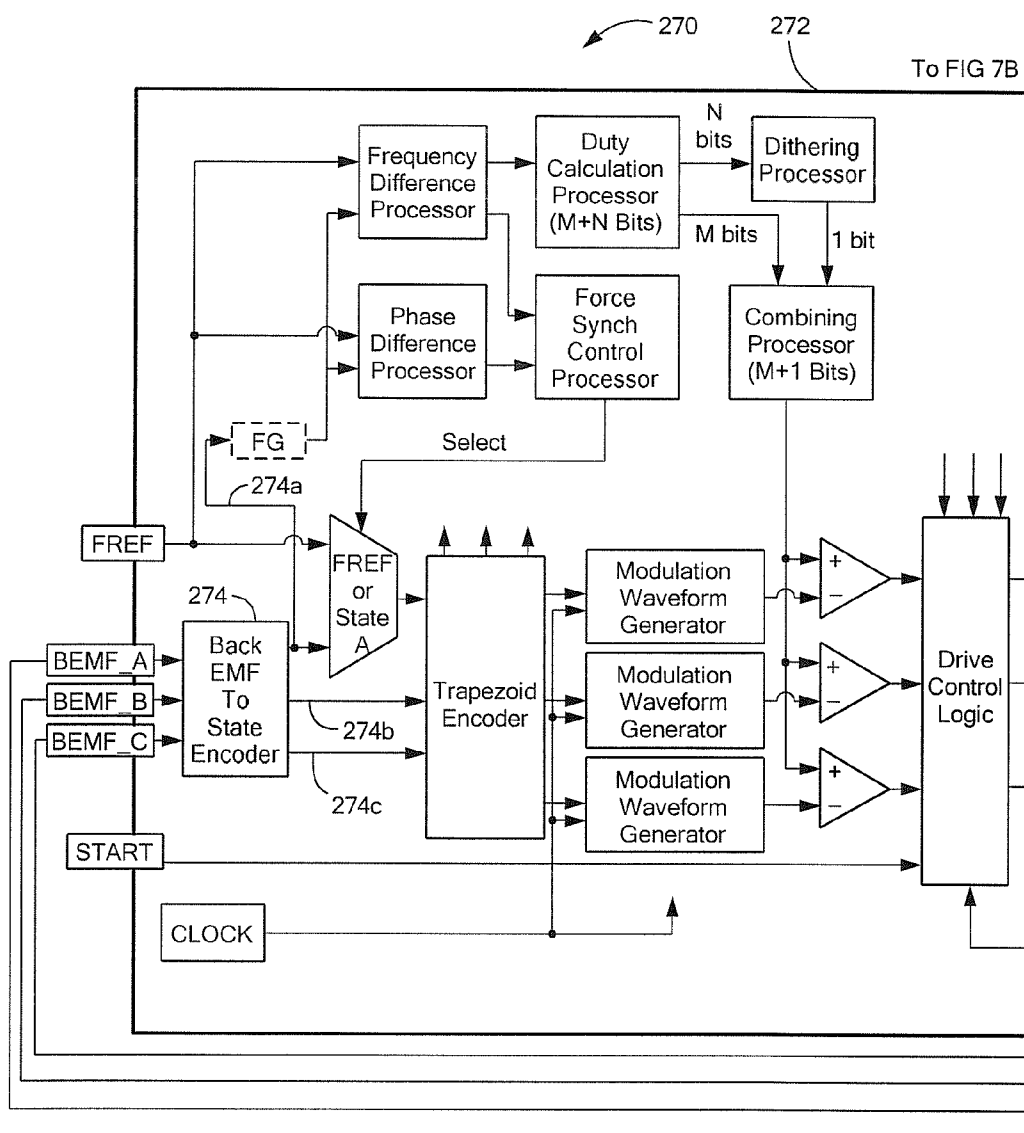 270
272
To FIG 7B
Frequency
Difference
Processor
Duty
Calculation
Processor
(M+N Bits)
N
bits
Dithering
Processor
M bits
1 bit
Phase
Difference
Processor
Force
Synch
Control
Processor
Combining
Processor
(M+1 Bits)
FG
Select
274a
FREF
FREF
or
State
A
274
Back
EMF
To
State
Encoder
BEMF_A
BEMF_B
BEMF_C
274b
274c
Trapezoid
Encoder
Modulation
Waveform
Generator
Modulation
Waveform
Generator
Modulation
Waveform
Generator
+
−
+
−
+
−
Drive
Control
Logic
START
CLOCK